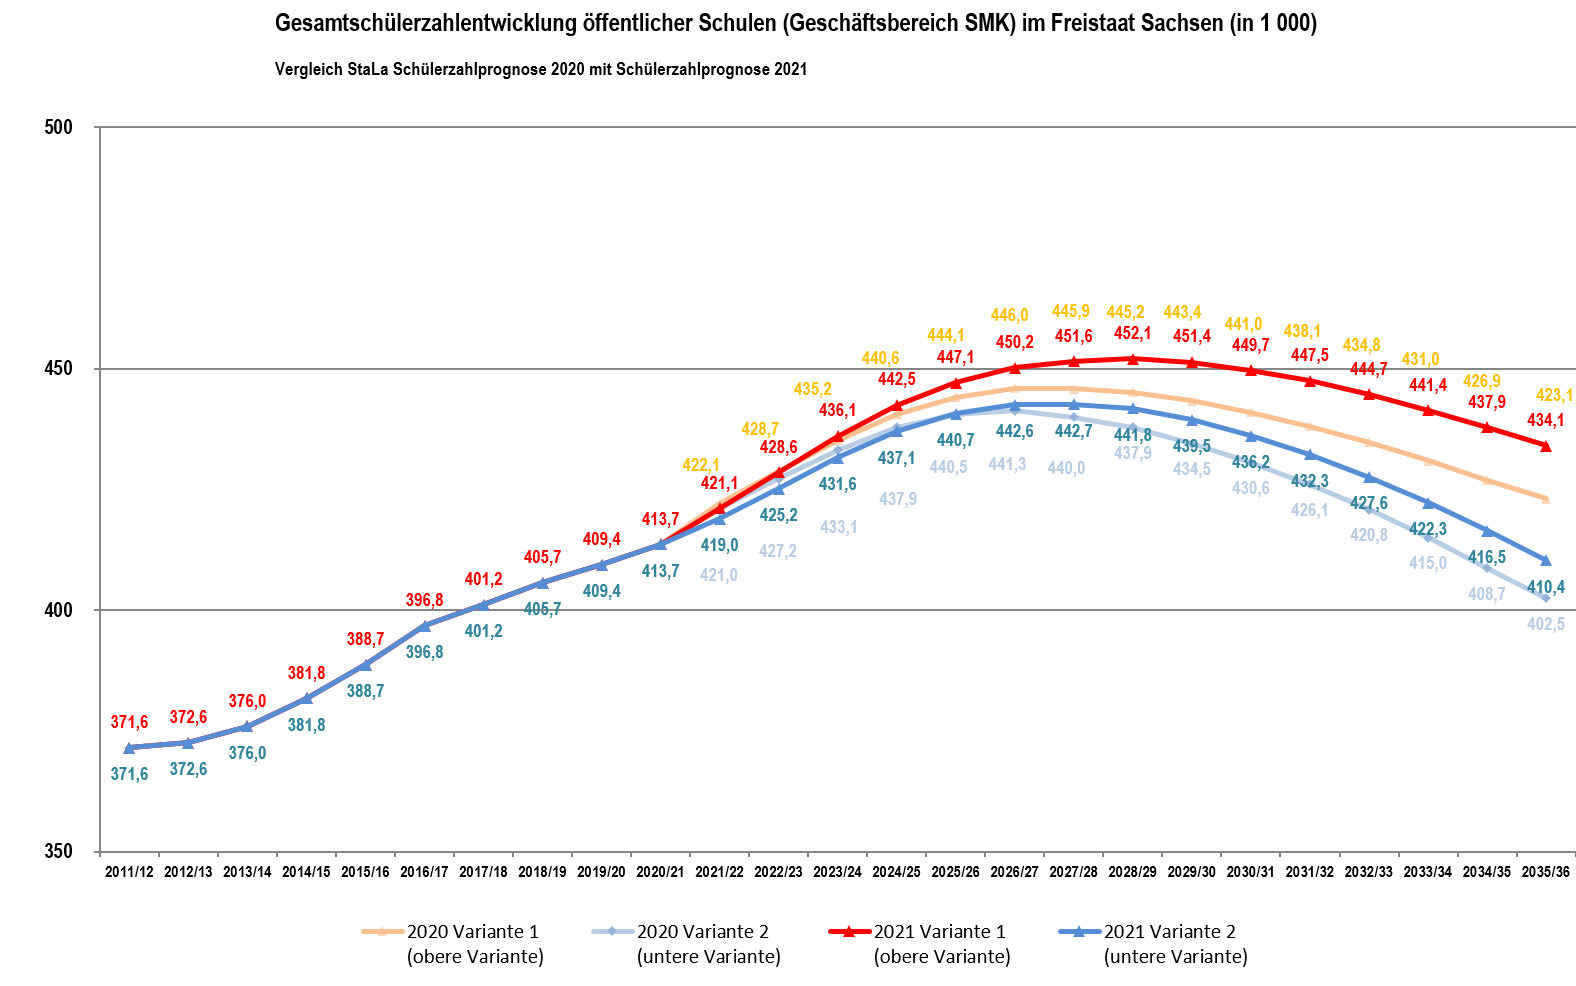 Gesamtschülerzahlentwicklung öffentlicher Schulen (Geschäftsbereich SMK) im Freistaat Sachsen (in 1 000)
Vergleich StaLa Schülerzahlprognose 2020 mit Schülerzahlprognose 2021
500
450
400
350
422,1 428,7 435,2 440,6 444,1 446,0 445,9 445,2 443,4 441,0 438,1 434,8 431,0 426,9 423,1
371,6 372,6 376,0 381,8 388,7 396,8 401,2 405,7 409,4 413,7 421,1 428,6 436,1 442,5 447,1 450,2 451,6 452,1 451,4 449,7 447,5 444,7 441,4 437,9 434,1
371,6 372,6 376,0 381,8 388,7 396,8 401,2 405,7 409,4 413,7 419,0 425,2 431,6 437,1 440,7 442,6 442,7 441,8 439,5 436,2 432,3 427,6 422,3 416,5 410,4
421,0 427,2 433,1 437,9 440,5 441,3 440,0 437,9 434,5 430,6 426,1 420,8 415,0 408,7 402,5
2011/12 2012/13 2013/14 2014/15 2015/16 2016/17 2017/18 2018/19 2019/20 2020/21 2021/22 2022/23 2023/24 2024/25 2025/26 2026/27 2027/28 2028/29 2029/30 2030/31 2031/32 2032/33 2033/34 2034/35 2035/36
2020 Variante 1
(obere Variante)
2020 Variante 2
(untere Variante)
2021 Variante 1
(obere Variante)
2021 Variante 2
(untere Variante)